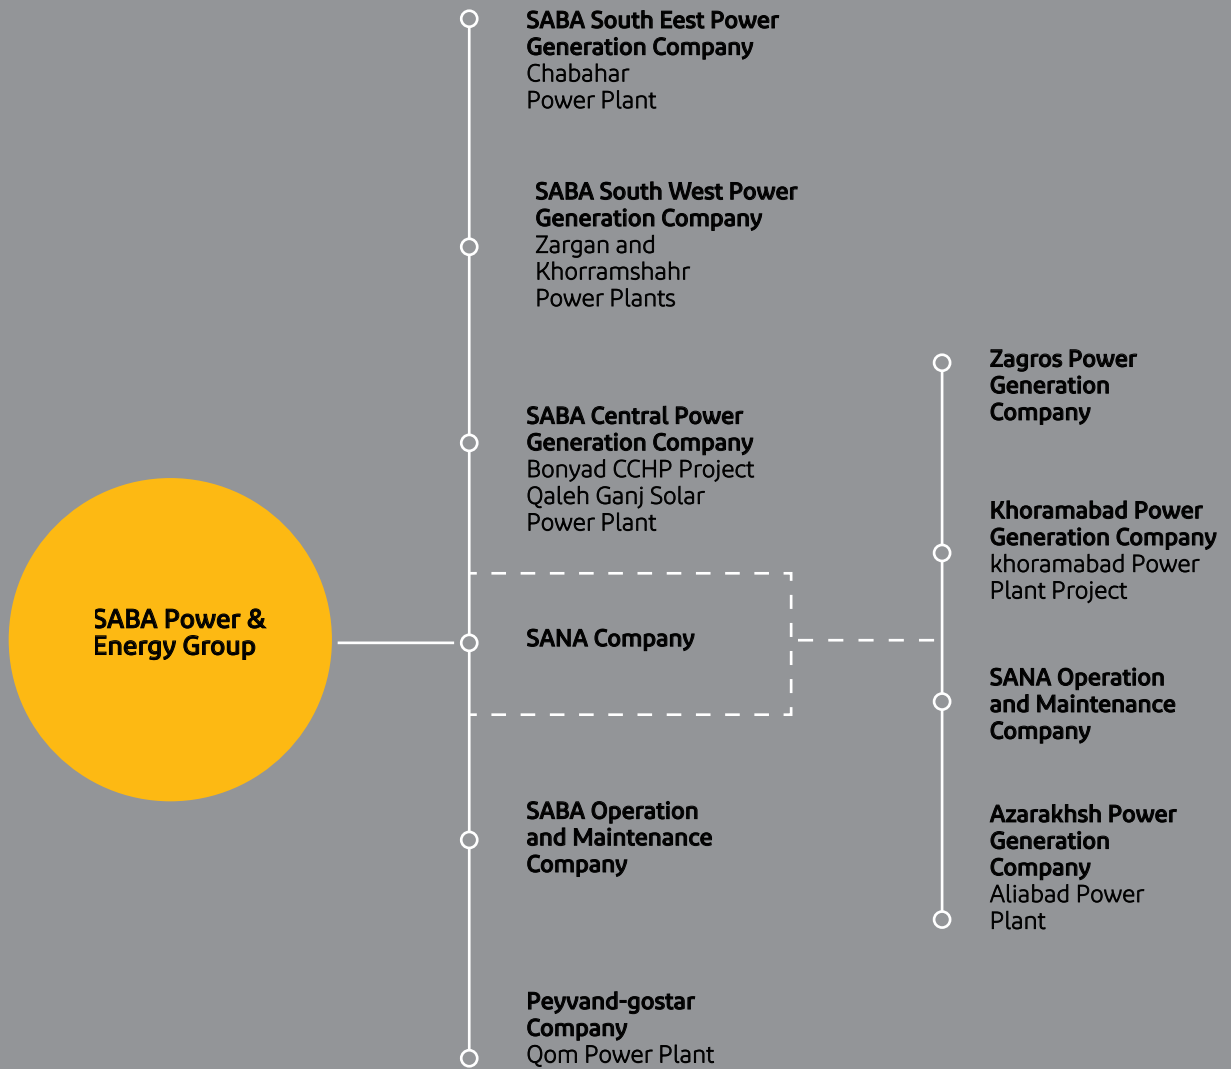 SABA South Eest Power
Generation Company
Chabahar
Power Plant
SABA South West Power
Generation Company
Zargan and
Khorramshahr
Power Plants
SABA Central Power
Generation Company
Bonyad CCHP Project
Qaleh Ganj Solar
Power Plant
SABA Power &
Energy Group
SANA Company
SABA Operation
and Maintenance
Company
Peyvand-gostar
Company
Qom Power Plant
Zagros Power
Generation
Company
Khoramabad Power
Generation Company
khoramabad Power
Plant Project
SANA Operation
and Maintenance
Company
Azarakhsh Power
Generation
Company
Aliabad Power
Plant